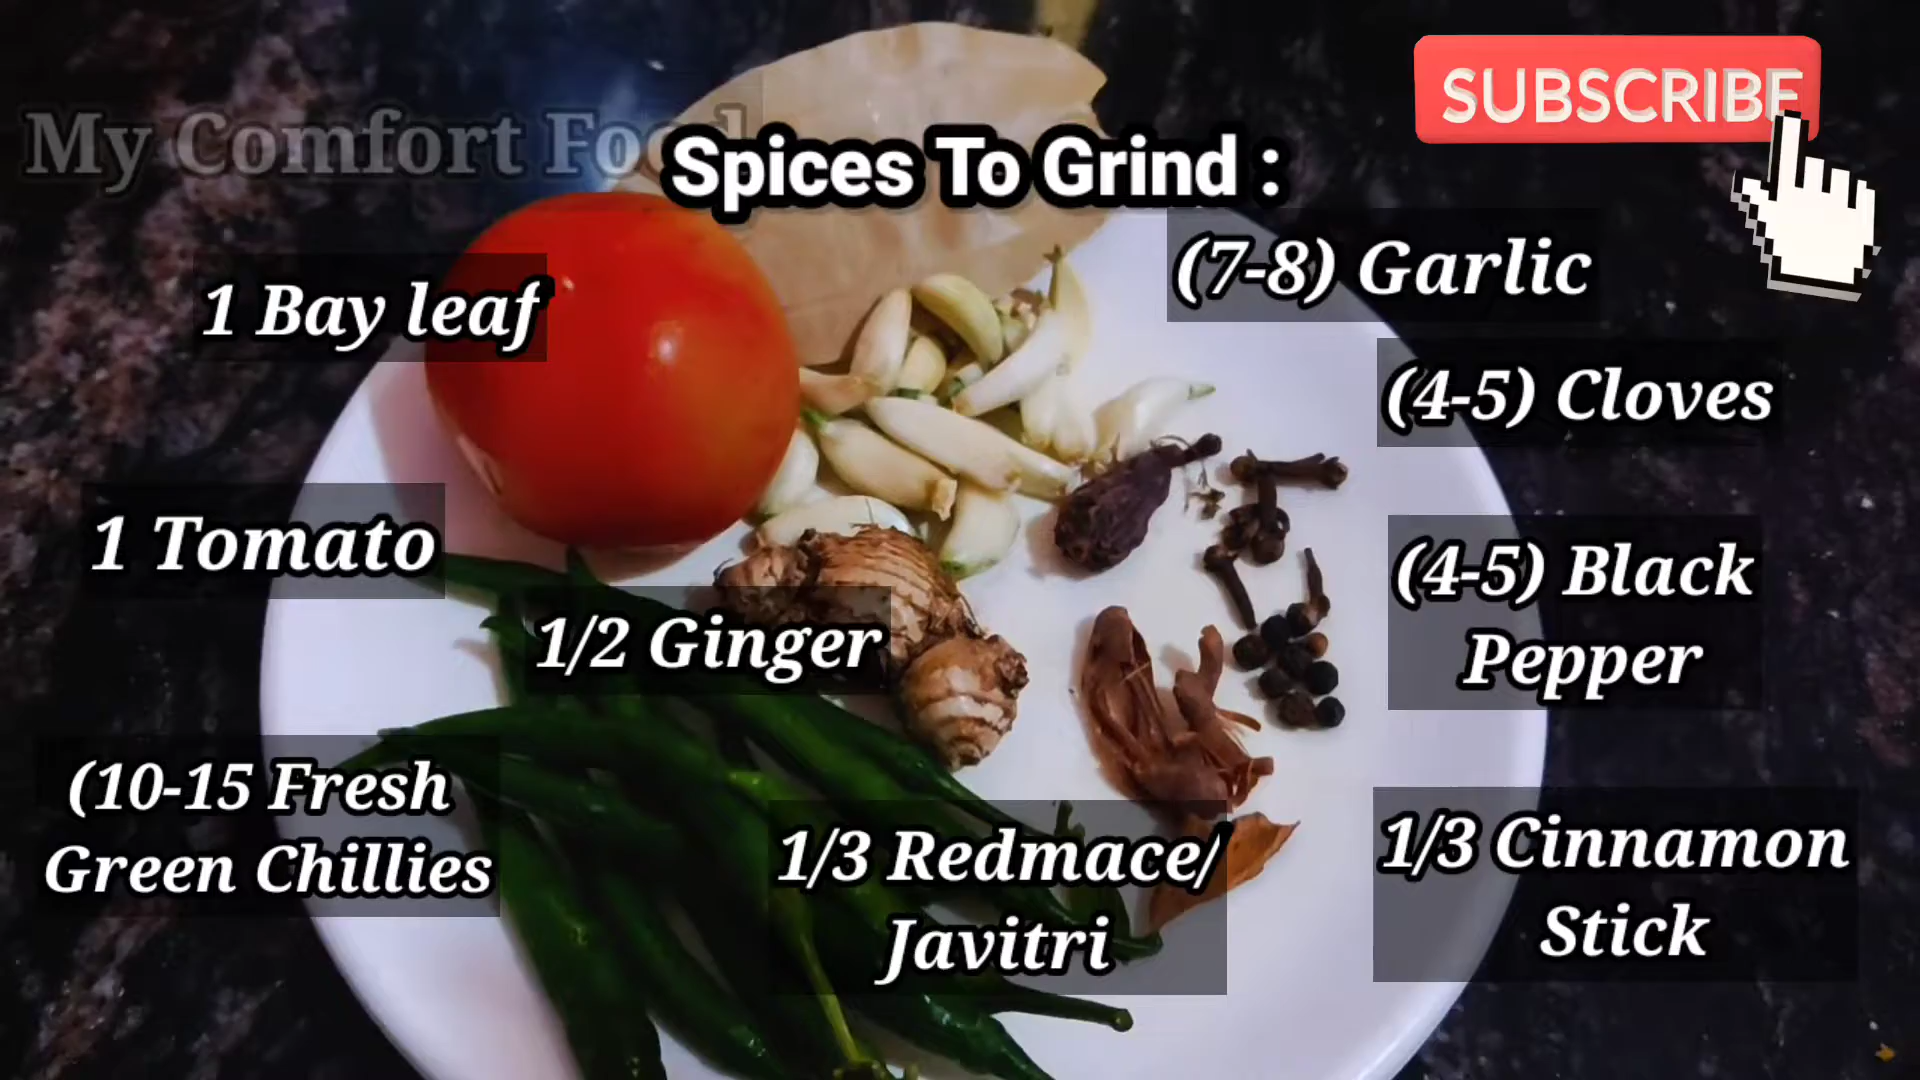 SUBSCRIBE
My Comfort Food
Spices To Grind :
(7-8) Garlic
1 Bay leaf
(4-5) Cloves
1 Tomato
(4-5) Black
Pepper
1/2 Ginger
(10-15 Fresh
Green Chillies
1/3 Redmace/
Javitri
1/3 Cinnamon
Stick